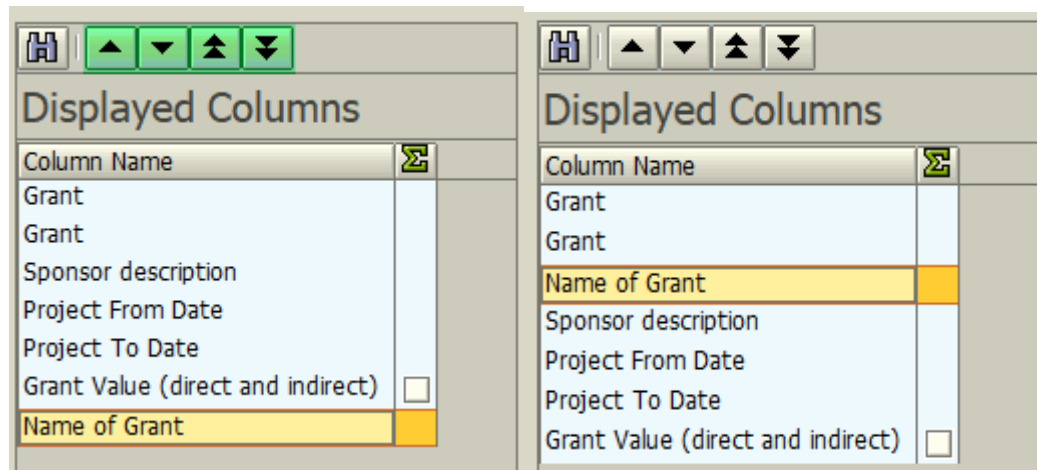 Displayed Columns
Column Name
Grant
Grant
Sponsor description
Project From Date
Project To Date
Grant Value (direct and indirect)
Name of Grant
Displayed Columns
Column Name
Grant
Grant
Name of Grant
Sponsor description
Project From Date
Project To Date
Grant Value (direct and indirect)